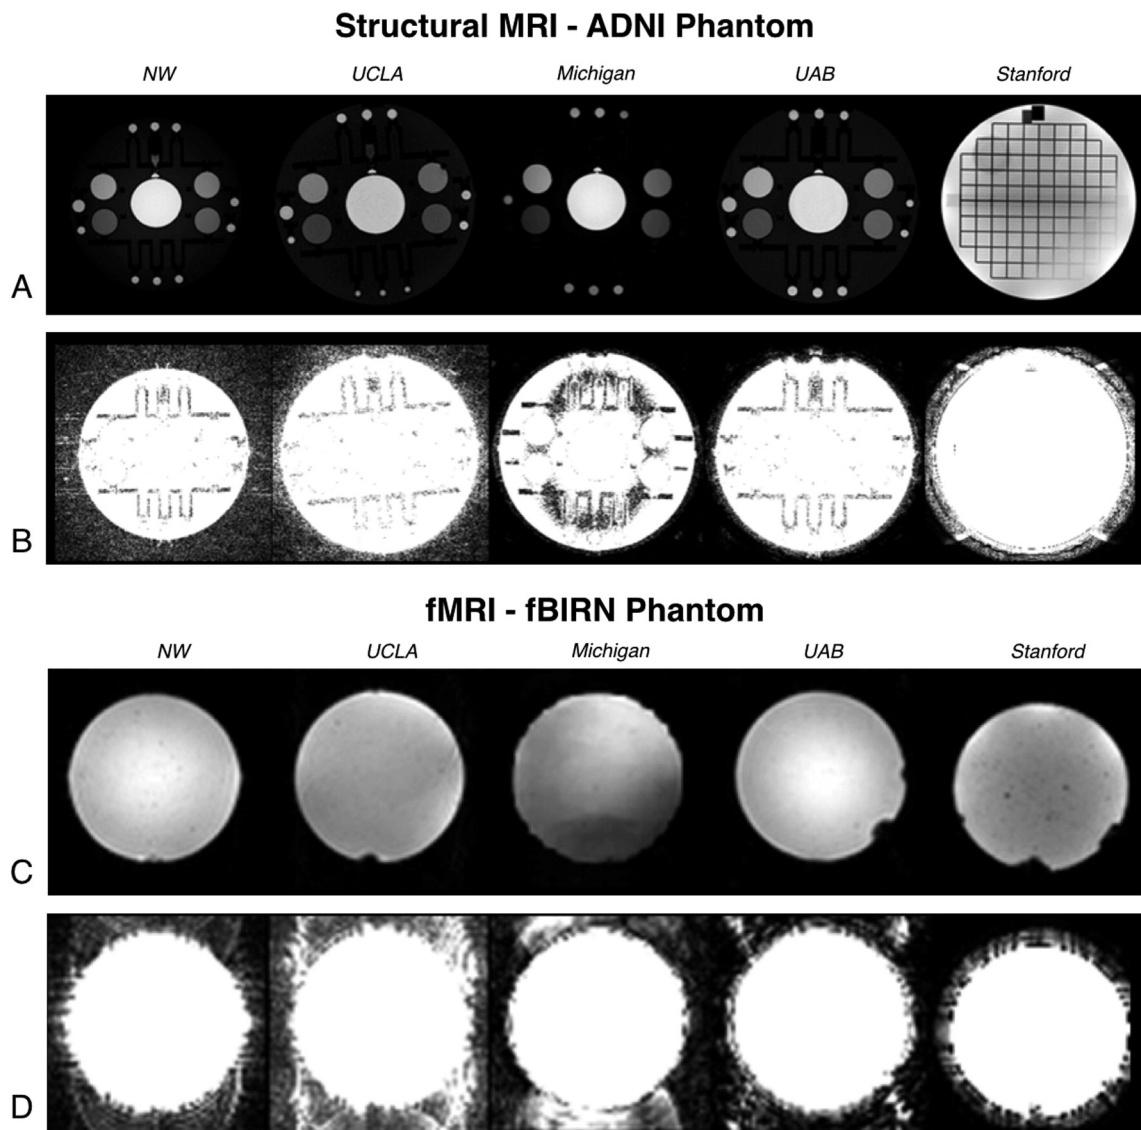 Structural MRI - ADNI Phantom
NW UCLA Michigan UAB Stanford
A
B
fMRI - fBIRN Phantom
NW UCLA Michigan UAB Stanford
C
D